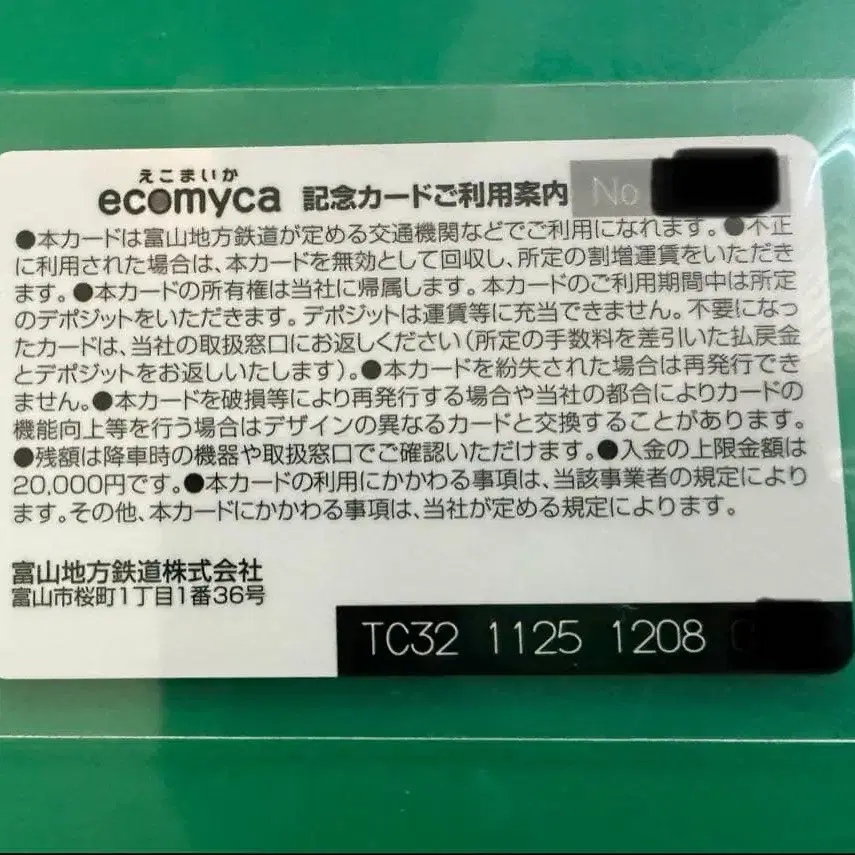 えこまいか
ecomyca 記念カードご利用案内 No
●本カードは富山地方鉄道が定める交通機関などでご利用になれます。●不正
に利用された場合は、本カードを無効として回収し、所定の割増運賃をいただき
ます。●本カードの所有権は当社に帰属します。本カードのご利用期間中は所定
のデポジットをいただきます。デポジットは運賃等に充当できません。不要になっ
たカードは、当社の取扱窓口にお返しください(所定の手数料を差引いた払戻金
とデポジットをお返しいたします)。●本カードを紛失された場合は再発行でき
ません。●本カードを破損等により再発行する場合や当社の都合によりカードの
機能向上等を行う場合はデザインの異なるカードと交換することがあります。
●残額は降車時の機器や取扱窓口でご確認いただけます。●入金の上限金額は
20,000円です。●本カードの利用にかかわる事項は、当該事業者の規定により
ます。その他、本カードにかかわる事項は、当社が定める規定によります。
富山地方鉄道株式会社
富山市桜町1丁目1番36号
TC32 1125 1208